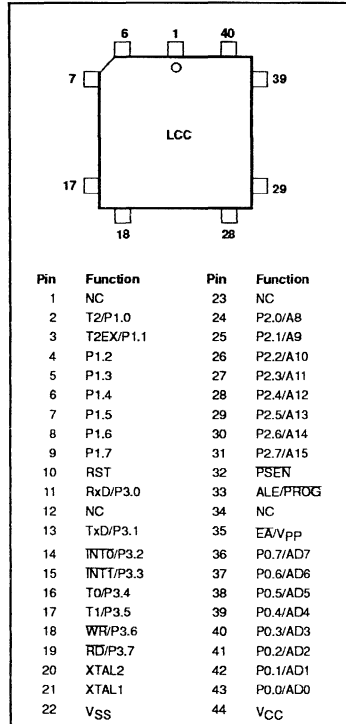 6 1 40
7 39
LCC
17 29
18 28
Pin Function Pin Function
1 NC 23 NC
2 T2/P1.0 24 P2.0/A8
3 T2EX/P1.1 25 P2.1/A9
4 P1.2 26 P2.2/A10
5 P1.3 27 P2.3/A11
6 P1.4 28 P2.4/A12
7 P1.5 29 P2.5/A13
8 P1.6 30 P2.6/A14
9 P1.7 31 P2.7/A15
10 RST 32 P̅S̅E̅N̅
11 RxD/P3.0 33 ALE/P̅R̅O̅G̅
12 NC 34 NC
13 TxD/P3.1 35 E̅A̅/VPP
14 I̅N̅T̅0̅/P3.2 36 P0.7/AD7
15 I̅N̅T̅1̅/P3.3 37 P0.6/AD6
16 T0/P3.4 38 P0.5/AD5
17 T1/P3.5 39 P0.4/AD4
18 W̅R̅/P3.6 40 P0.3/AD3
19 R̅D̅/P3.7 41 P0.2/AD2
20 XTAL2 42 P0.1/AD1
21 XTAL1 43 P0.0/AD0
22 VSS 44 VCC